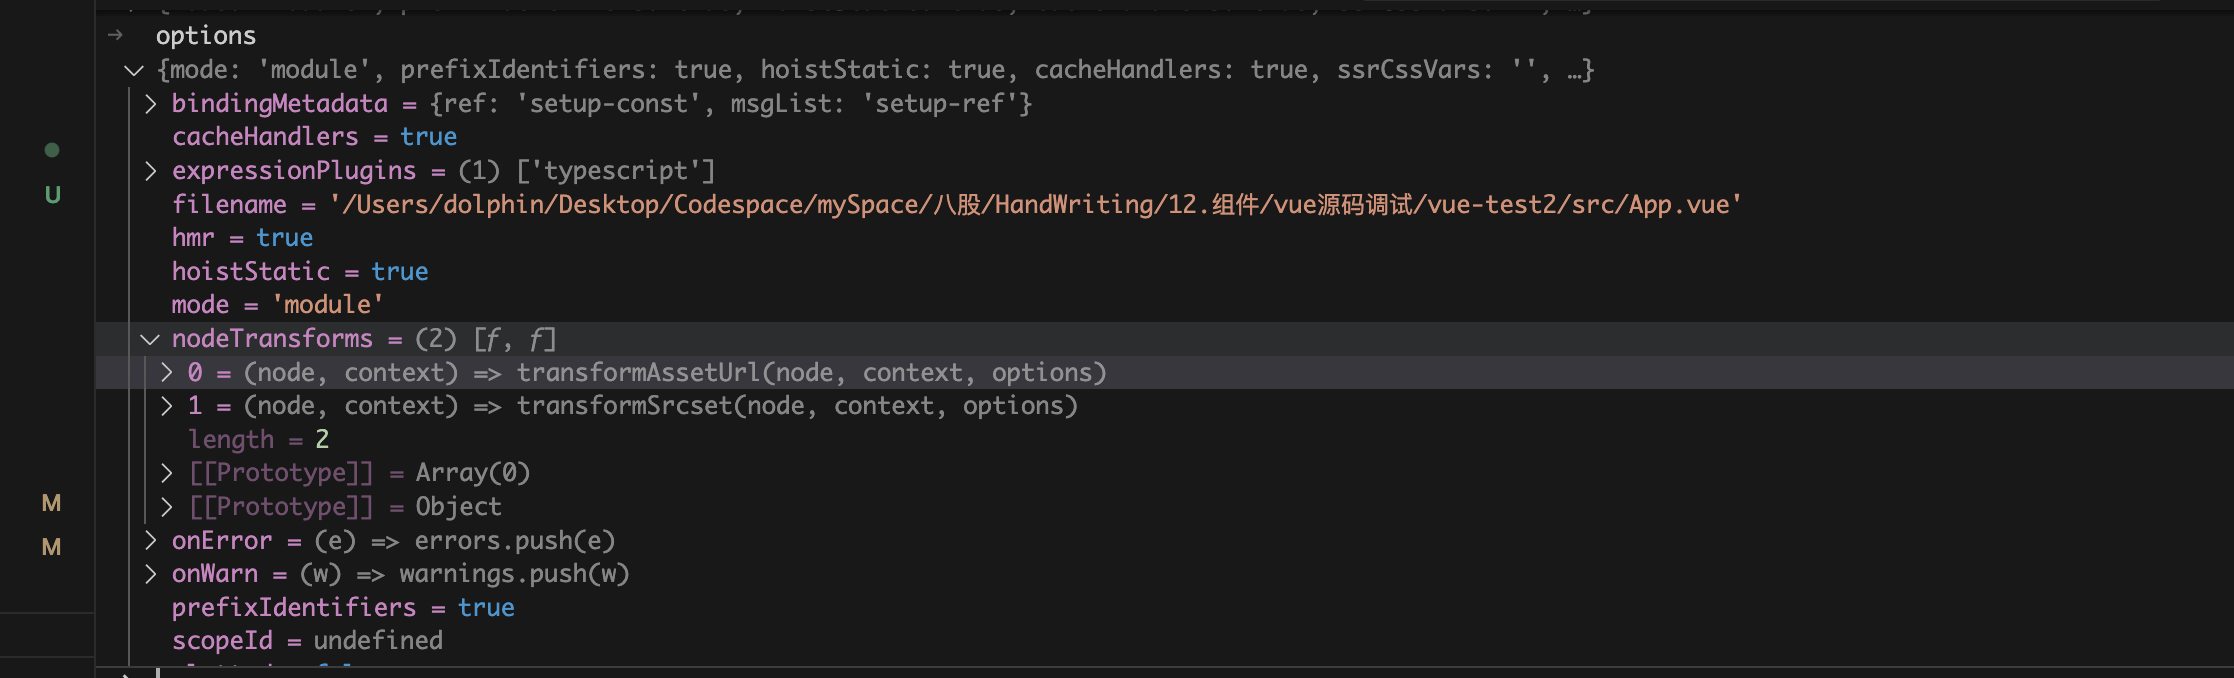 options
{mode: 'module', prefixIdentifiers: true, hoistStatic: true, cacheHandlers: true, ssrCssVars: '', …}
bindingMetadata = {ref: 'setup-const', msgList: 'setup-ref'}
cacheHandlers = true
expressionPlugins = (1) ['typescript']
U
filename = '/Users/dolphin/Desktop/Codespace/mySpace/八股/HandWriting/12.组件/vue源码调试/vue-test2/src/App.vue'
hmr = true
hoistStatic = true
mode = 'module'
nodeTransforms = (2) [ƒ, ƒ]
0 = (node, context) => transformAssetUrl(node, context, options)
1 = (node, context) => transformSrcset(node, context, options)
length = 2
[[Prototype]] = Array(0)
M
[[Prototype]] = Object
M
onError = (e) => errors.push(e)
onWarn = (w) => warnings.push(w)
prefixIdentifiers = true
scopeId = undefined